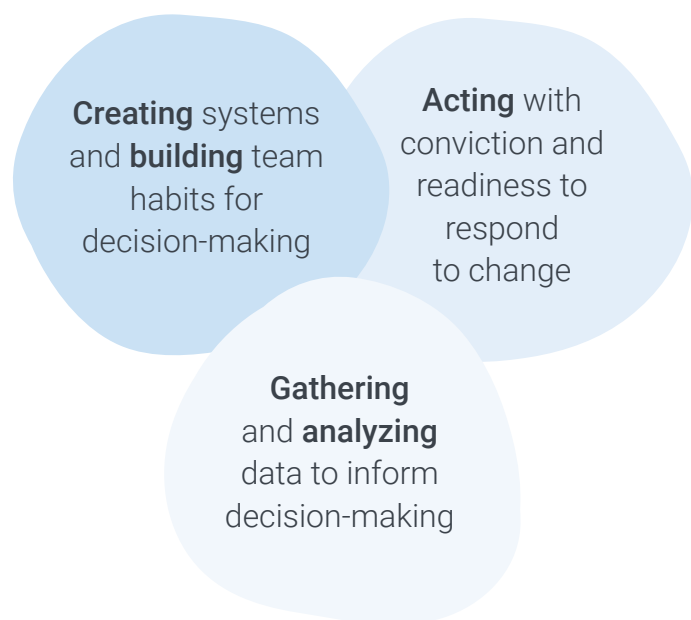 Creating systems
and building team
habits for
decision-making
Acting with
conviction and
readiness to
respond
to change
Gathering
and analyzing
data to inform
decision-making